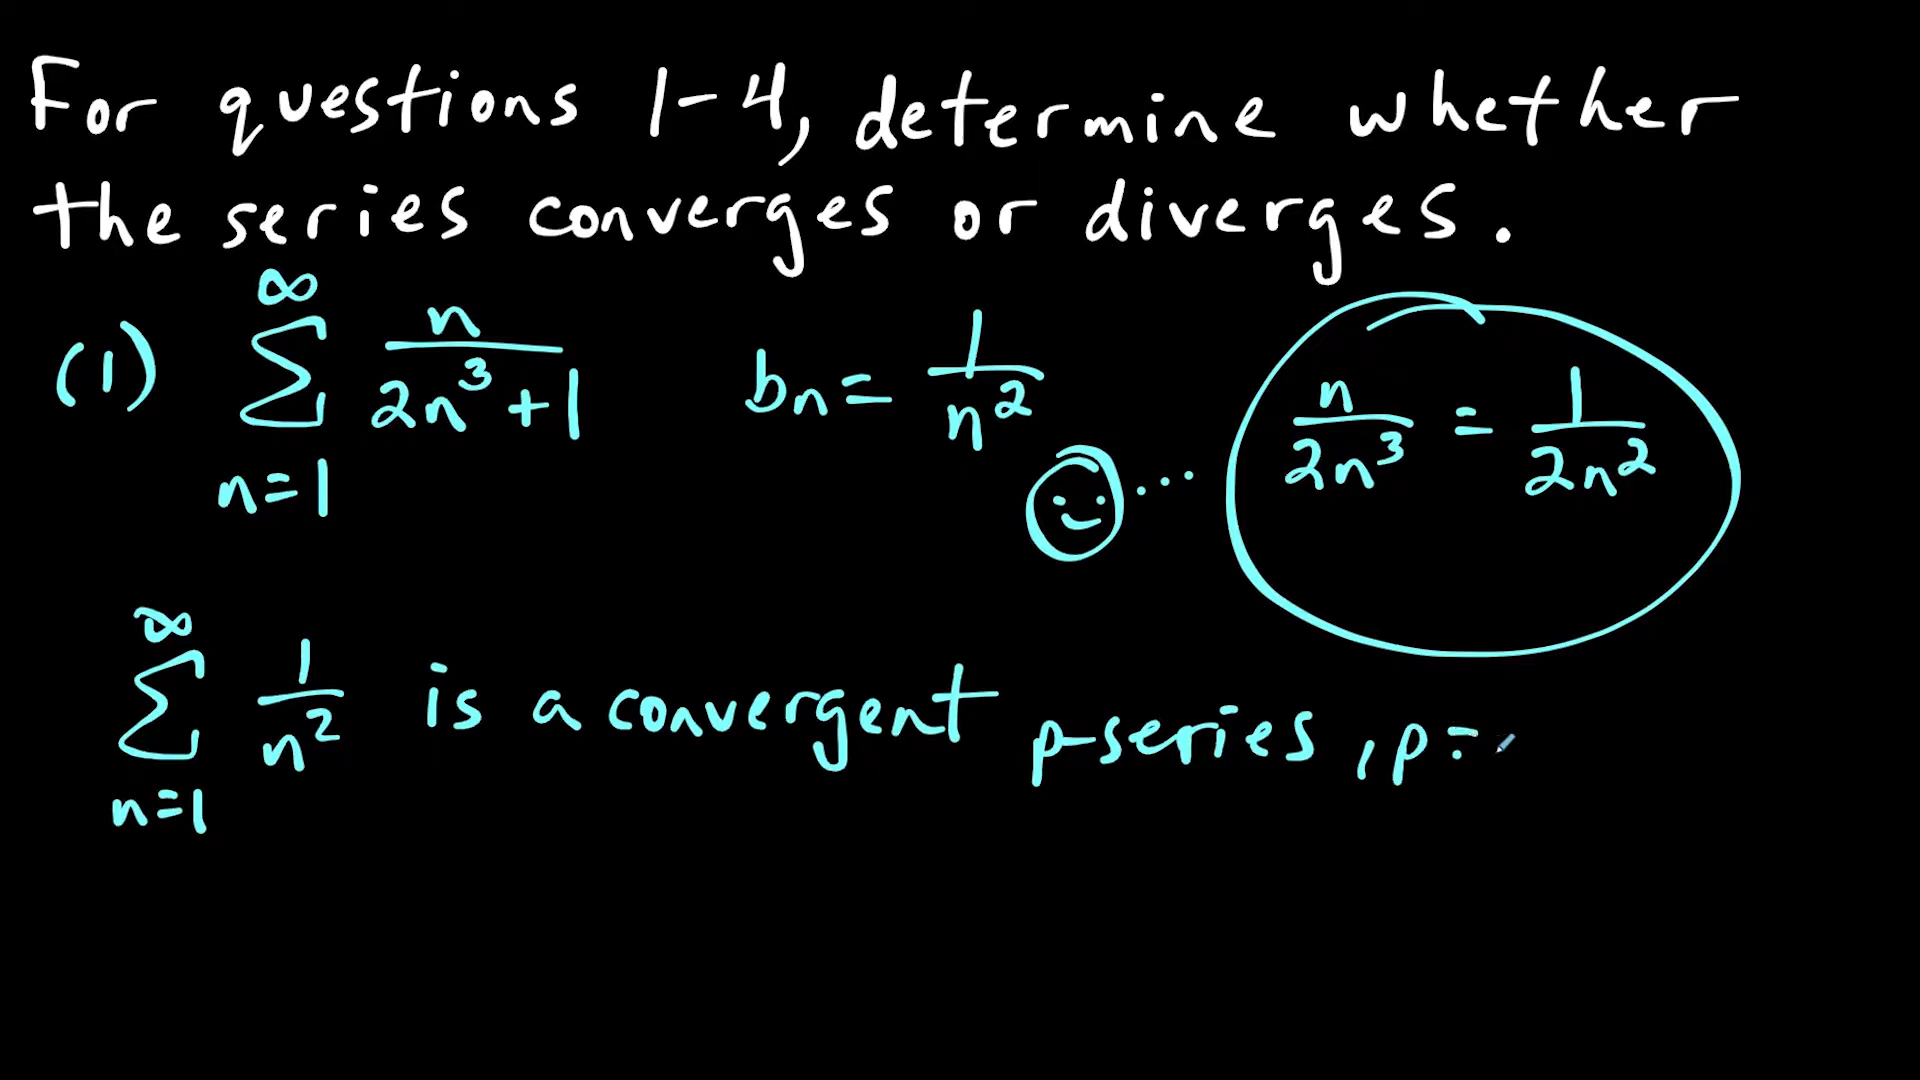 For questions 1-4, determine whether
the series converges or diverges.
(1) ∑_{n=1}^{∞} n/(2n³+1)   bₙ = 1/n²   n/(2n³) = 1/(2n²)
∑_{n=1}^{∞} 1/n² is a convergent p-series, p=